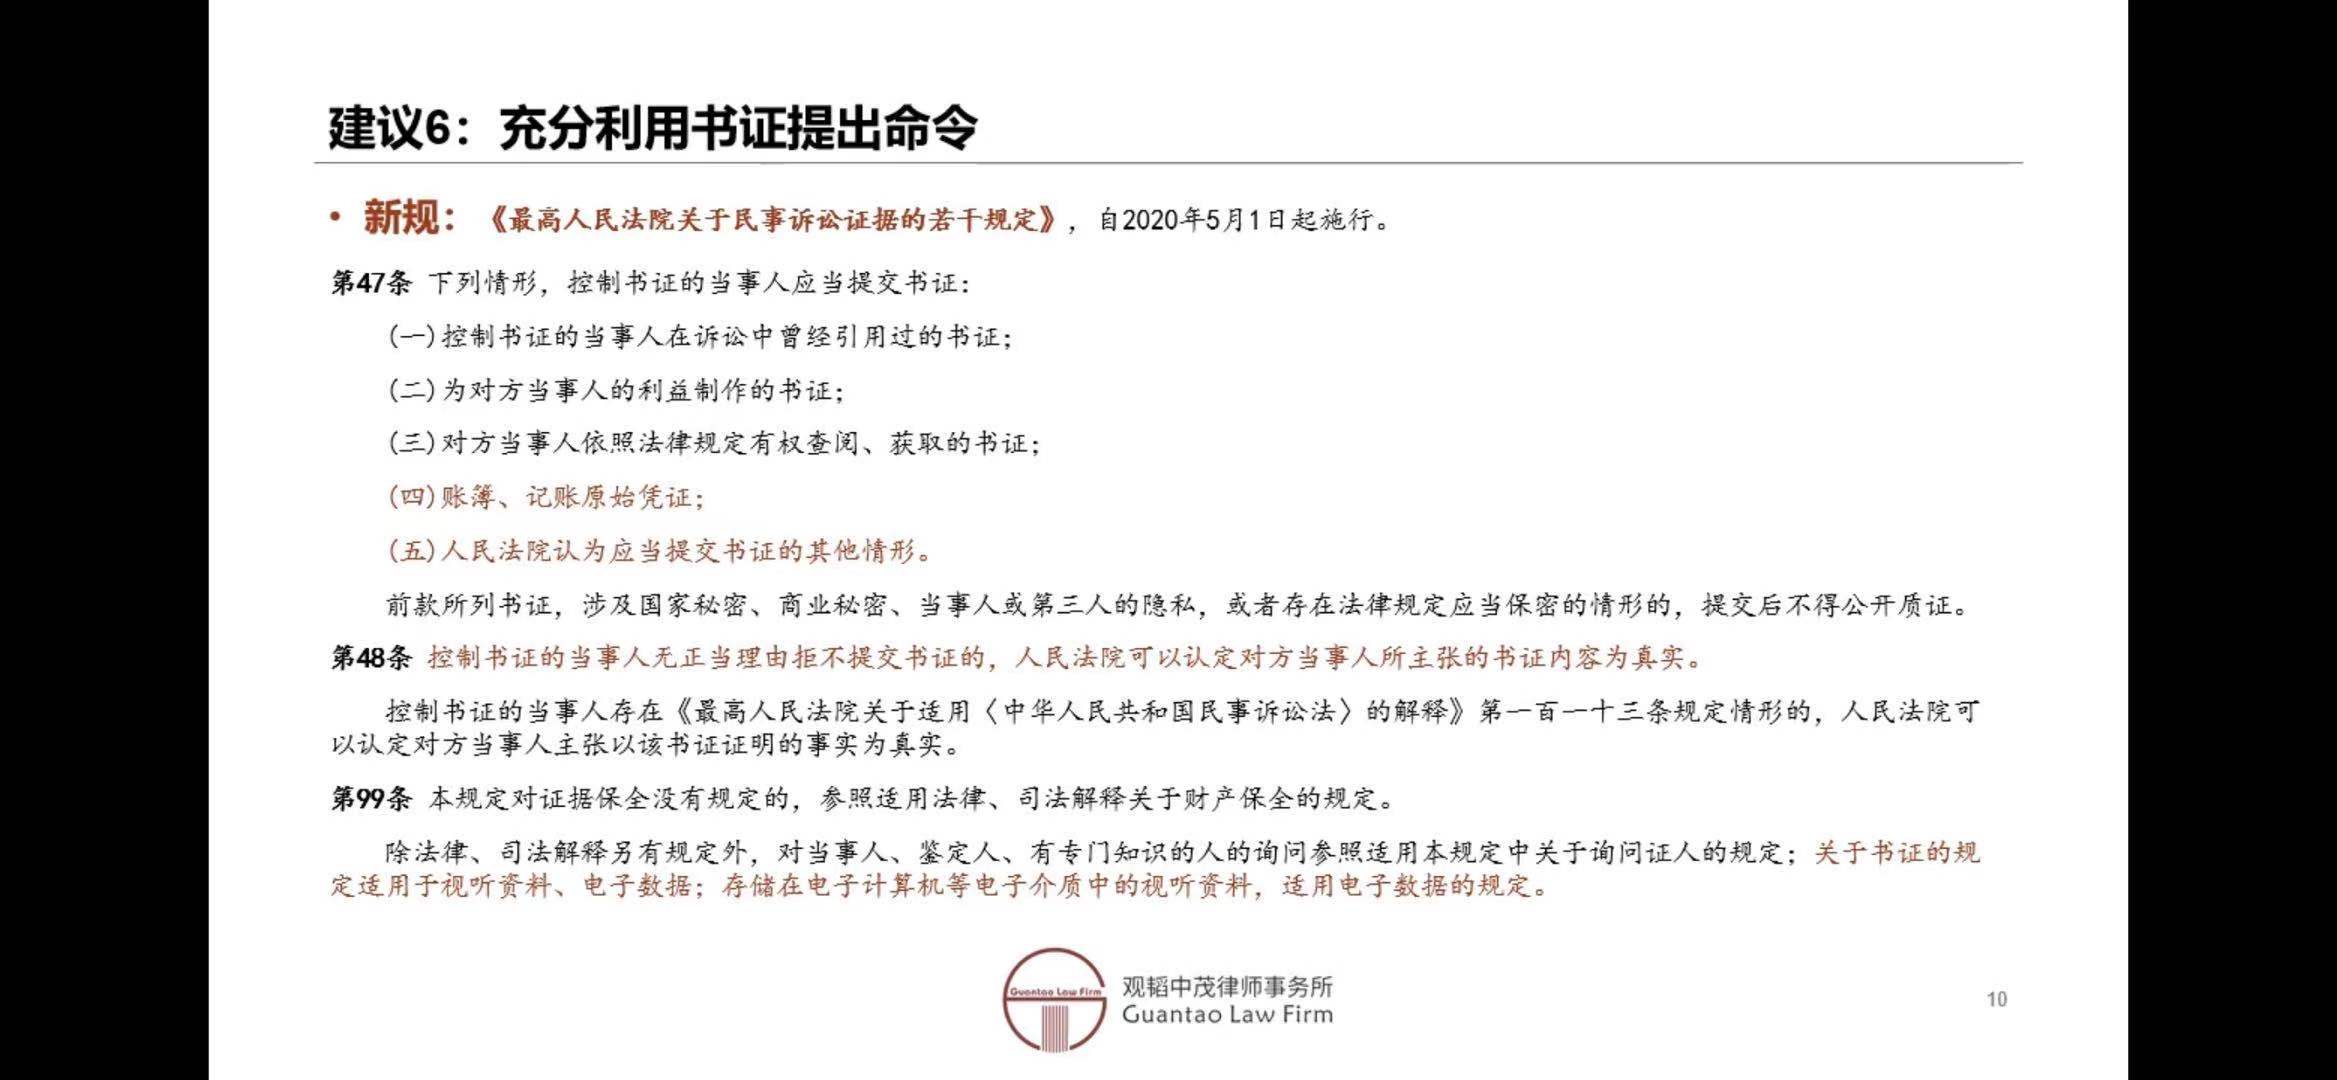 建议6：充分利用书证提出命令
• 新规：《最高人民法院关于民事诉讼证据的若干规定》，自2020年5月1日起施行。
第47条 下列情形，控制书证的当事人应当提交书证：
(一)控制书证的当事人在诉讼中曾经引用过的书证；
(二)为对方当事人的利益制作的书证；
(三)对方当事人依照法律规定有权查阅、获取的书证；
(四)账簿、记账原始凭证；
(五)人民法院认为应当提交书证的其他情形。
前款所列书证，涉及国家秘密、商业秘密、当事人或第三人的隐私，或者存在法律规定应当保密的情形的，提交后不得公开质证。
第48条 控制书证的当事人无正当理由拒不提交书证的，人民法院可以认定对方当事人所主张的书证内容为真实。
控制书证的当事人存在《最高人民法院关于适用〈中华人民共和国民事诉讼法〉的解释》第一百一十三条规定情形的，人民法院可
以认定对方当事人主张以该书证证明的事实为真实。
第99条 本规定对证据保全没有规定的，参照适用法律、司法解释关于财产保全的规定。
除法律、司法解释另有规定外，对当事人、鉴定人、有专门知识的人的询问参照适用本规定中关于询问证人的规定；关于书证的规
定适用于视听资料、电子数据；存储在电子计算机等电子介质中的视听资料，适用电子数据的规定。
Guantao Law Firm
观韬中茂律师事务所
Guantao Law Firm
10